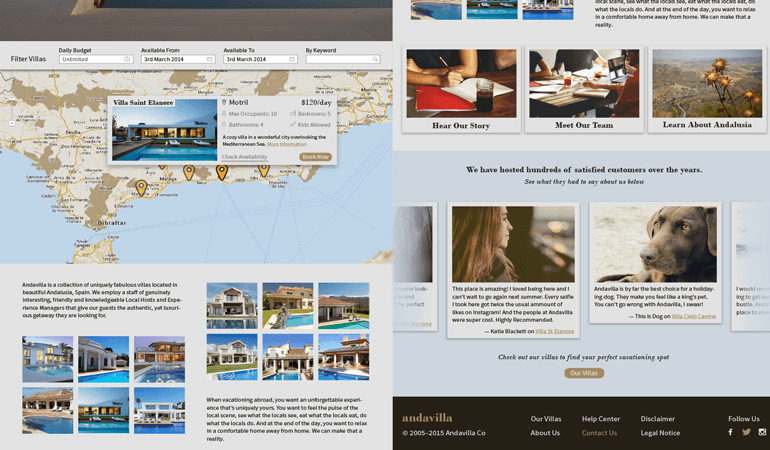 Filter Villas
Daily Budget
Unlimited
Available From
3rd March 2014
Available To
3rd March 2014
By Keyword
Villa Saint Elanore
Motril
$120/day
Max Occupants: 10
Bedrooms: 5
Bathrooms: 4
Kids Allowed
A cozy villa in a wonderful city overlooking the
Mediterranean Sea. More Information
Check Availability
Book Now
Málaga
Gibraltar
Tangier
Andavilla is a collection of uniquely fabulous villas located in
beautiful Andalusia, Spain. We employ a staff of genuinely
interesting, friendly and knowledgeable Local Hosts and Expe-
rience Managers that give our guests the authentic, yet luxuri-
ous getaway they are looking for.
When vacationing abroad, you want an unforgettable experi-
ence that's uniquely yours. You want to feel the pulse of the
local scene, see what the locals see, eat what the locals eat, do
what the locals do. And at the end of the day, you want to relax
in a comfortable home away from home. We can make that a
reality.
local scene, see what the locals see, eat what the locals eat, do
what the locals do. And at the end of the day, you want to relax
in a comfortable home away from home. We can make that a
reality.
Hear Our Story
Meet Our Team
Learn About Andalusia
We have hosted hundreds of satisfied customers over the years.
See what they had to say about us below
This place is amazing! I loved being here and I
can't wait to go again next summer. Every selfie
I took here got twice the usual ammount of
likes on Instagram! And the people at Andavilla
were super cool. Highly Recommended.
— Katie Blackett on Villa St Elanore
Andavilla is by far the best choice for a holiday-
ing dog. They make you feel like a king's pet.
You can't go wrong with Andavilla, I swear!
— This Is Dog on Villa Cielo Canine
Check out our villas to find your perfect vacationing spot
Our Villas
andavilla
© 2005–2015 Andavilla Co
Our Villas
About Us
Help Center
Contact Us
Disclaimer
Legal Notice
Follow Us